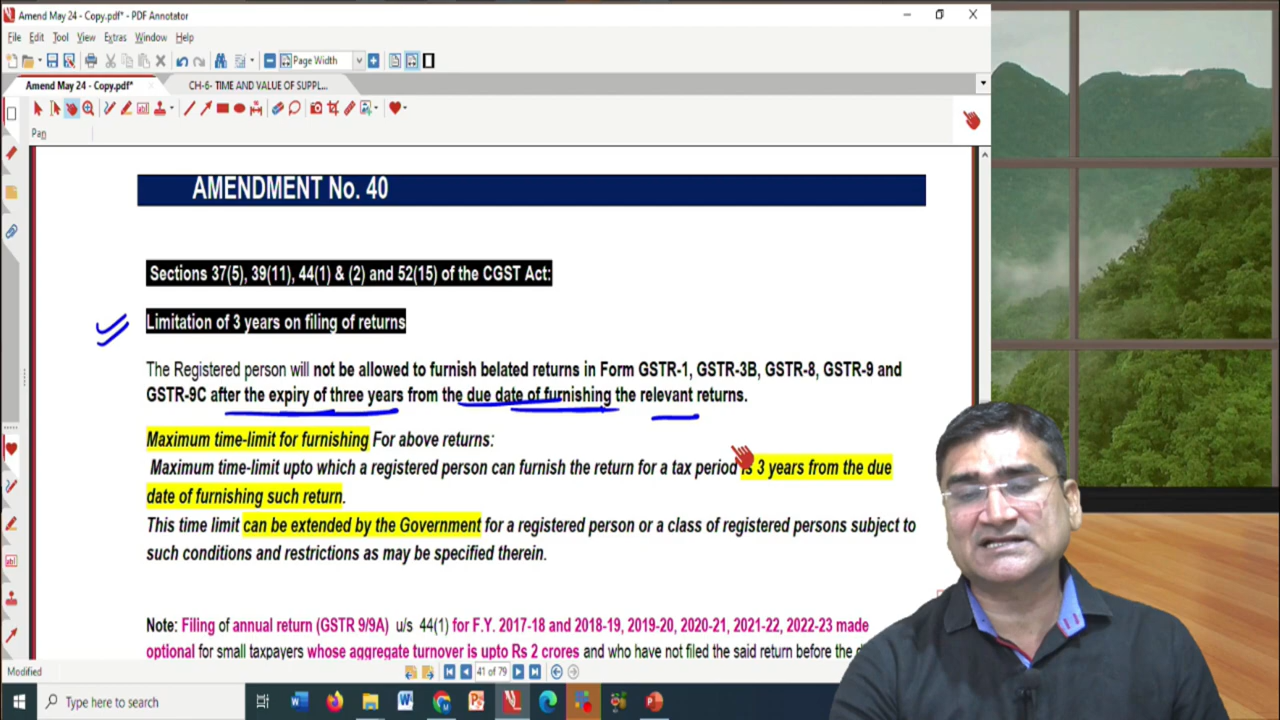 Amend May 24 - Copy.pdf* - PDF Annotator
File Edit Tool View Extras Window Help
Page Width
Amend May 24 - Copy.pdf* CH-6- TIME AND VALUE OF SUPPL...
Pan
AMENDMENT No. 40
Sections 37(5), 39(11), 44(1) & (2) and 52(15) of the CGST Act:
Limitation of 3 years on filing of returns
The Registered person will not be allowed to furnish belated returns in Form GSTR-1, GSTR-3B, GSTR-8, GSTR-9 and
GSTR-9C after the expiry of three years from the due date of furnishing the relevant returns.
Maximum time-limit for furnishing For above returns:
Maximum time-limit upto which a registered person can furnish the return for a tax period is 3 years from the due
date of furnishing such return.
This time limit can be extended by the Government for a registered person or a class of registered persons subject to
such conditions and restrictions as may be specified therein.
Note: Filing of annual return (GSTR 9/9A) u/s 44(1) for F.Y. 2017-18 and 2018-19, 2019-20, 2020-21, 2021-22, 2022-23 made
optional for small taxpayers whose aggregate turnover is upto Rs 2 crores and who have not filed the said return before the
Modified 41 of 79
Type here to search